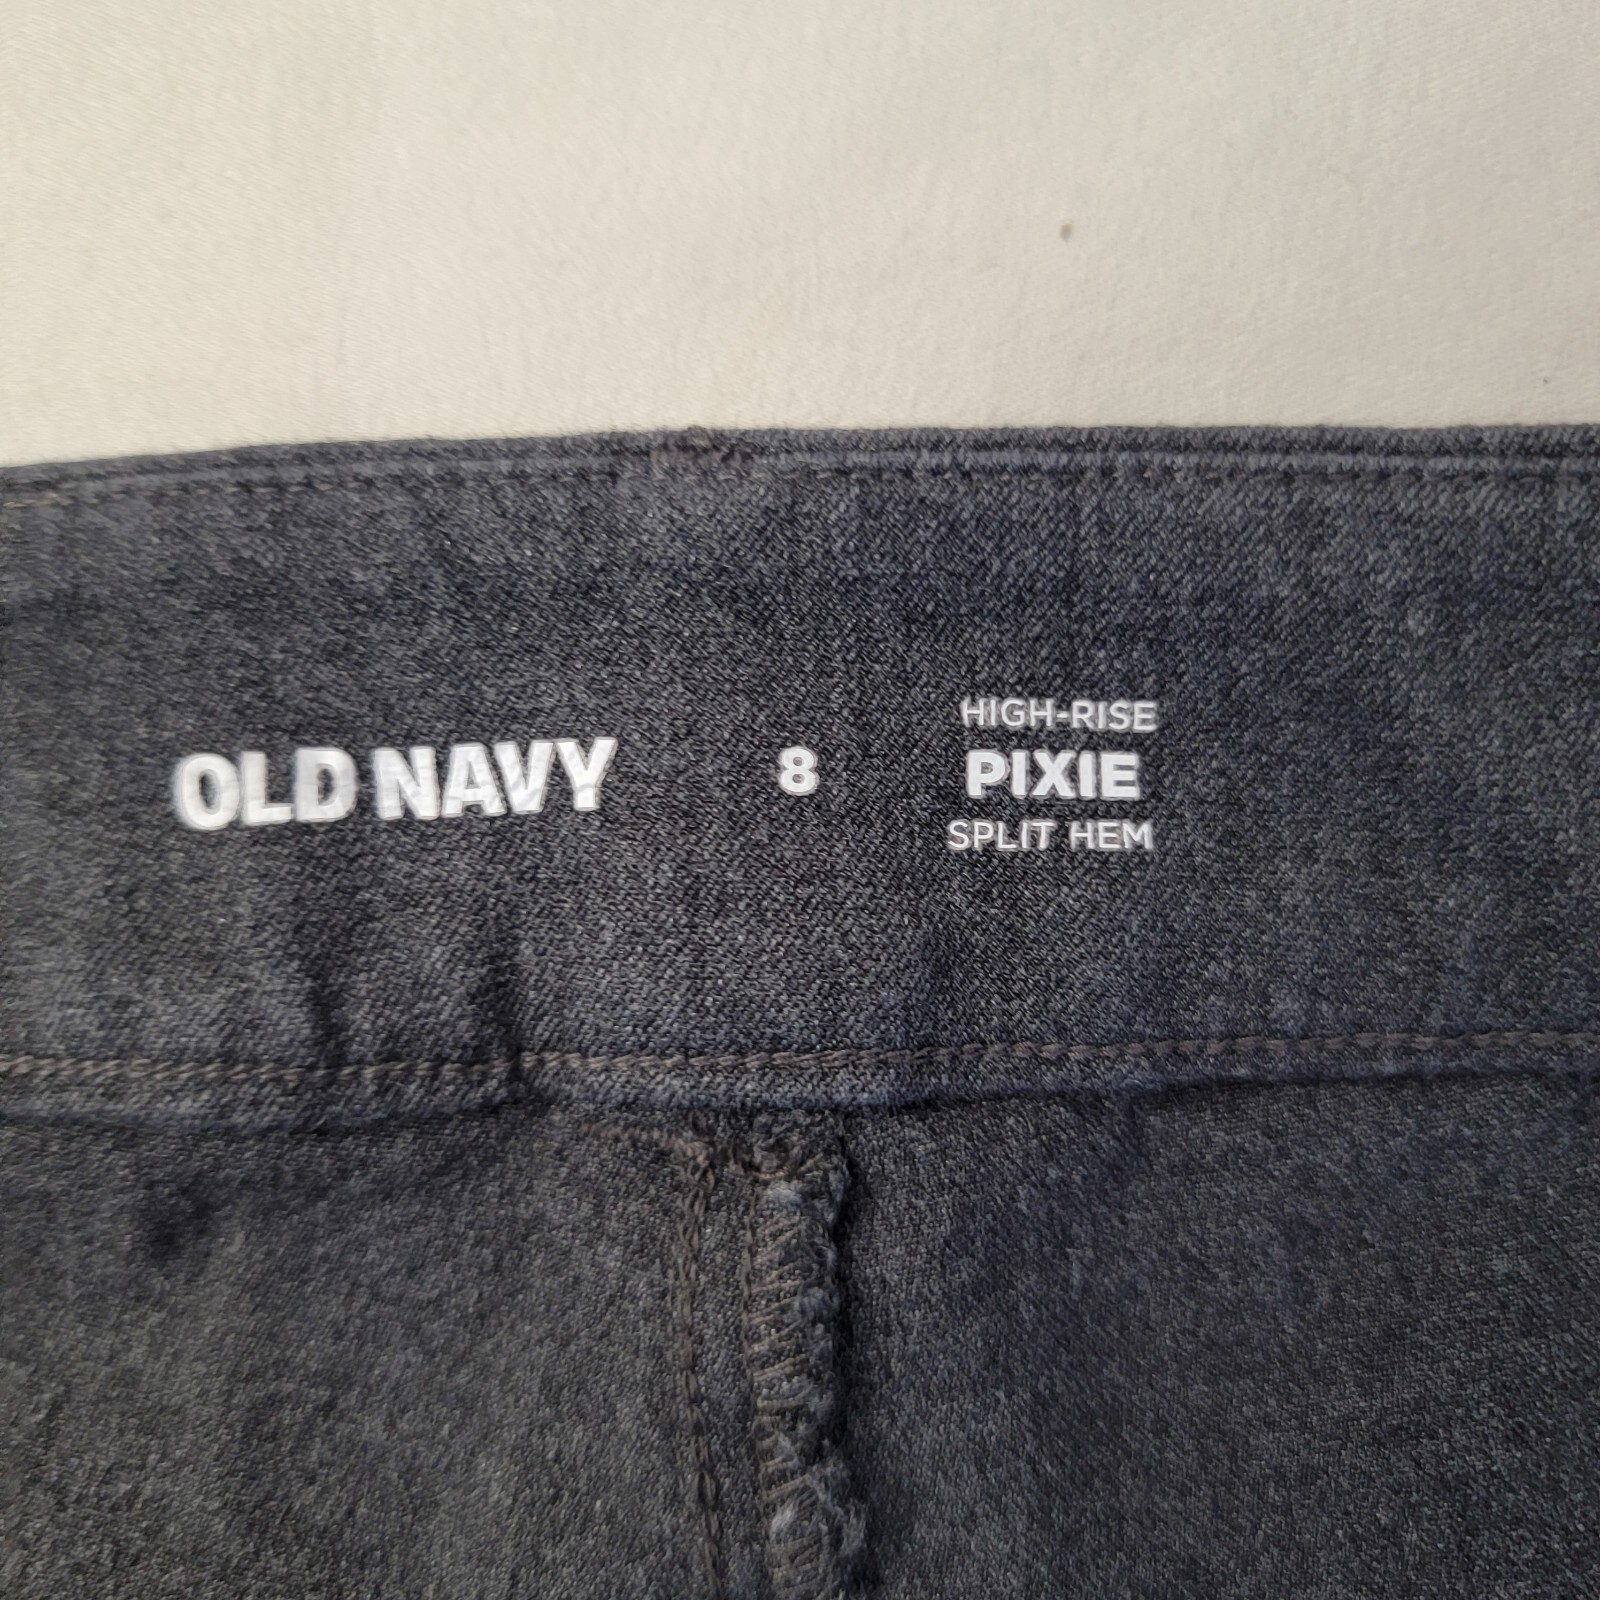 OLD NAVY
8
HIGH-RISE
PIXIE
SPLIT HEM